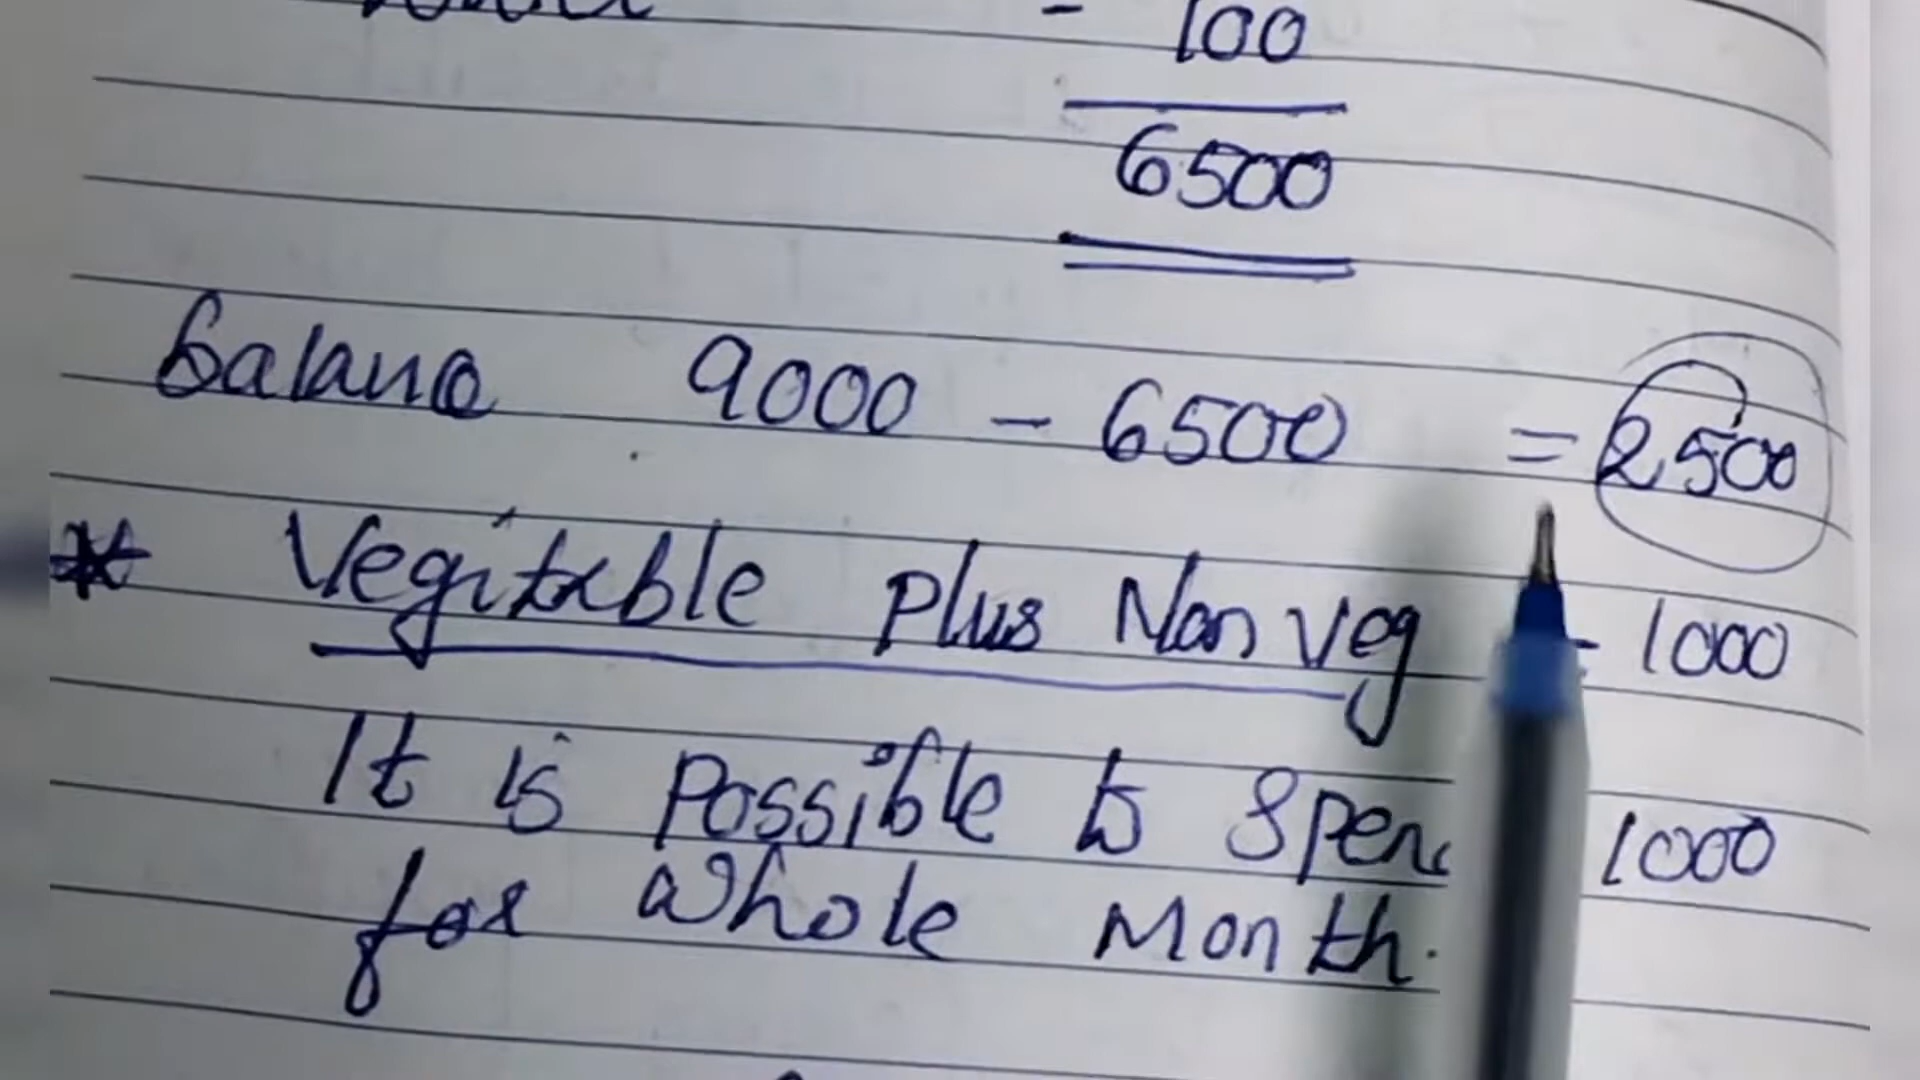 - 100
6500
Balance 9000 - 6500 = 2500
* Vegitable Plus Non veg - 1000
It is Possible to Spen 1000
for whole Month.